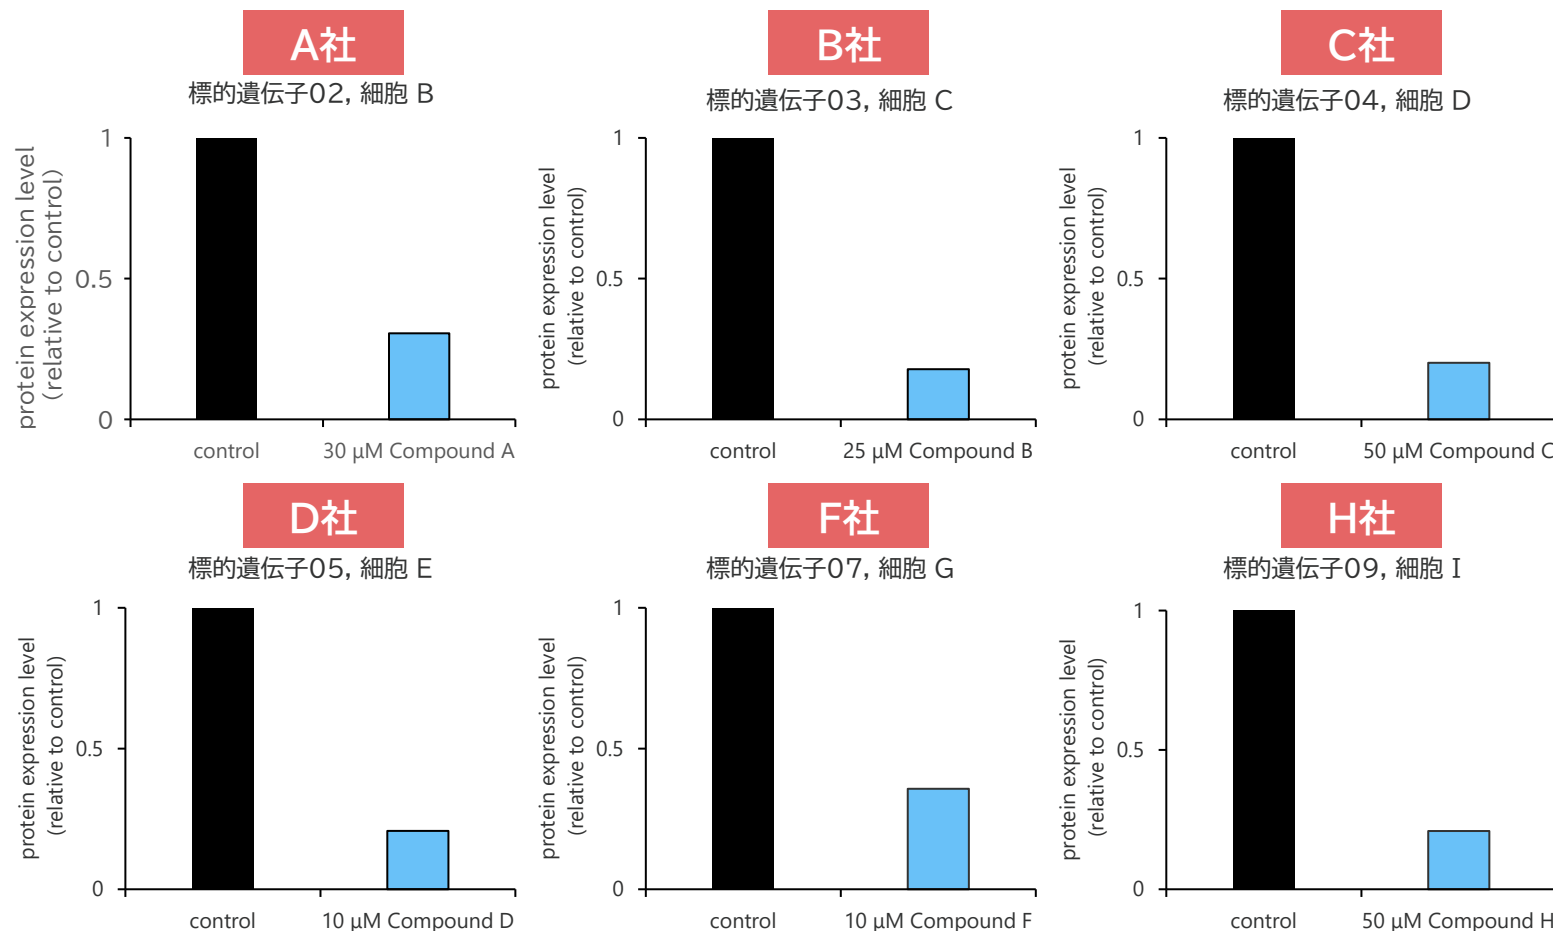 A社
標的遺伝子02, 細胞 B
protein expression level
(relative to control)
1
0.5
0
control
30 µM Compound A
B社
標的遺伝子03, 細胞 C
protein expression level
(relative to control)
1
0.5
0
control
25 µM Compound B
C社
標的遺伝子04, 細胞 D
protein expression level
(relative to control)
1
0.5
0
control
50 µM Compound C
D社
標的遺伝子05, 細胞 E
protein expression level
(relative to control)
1
0.5
0
control
10 µM Compound D
F社
標的遺伝子07, 細胞 G
protein expression level
(relative to control)
1
0.5
0
control
10 µM Compound F
H社
標的遺伝子09, 細胞 I
protein expression level
(relative to control)
1
0.5
0
control
50 µM Compound H